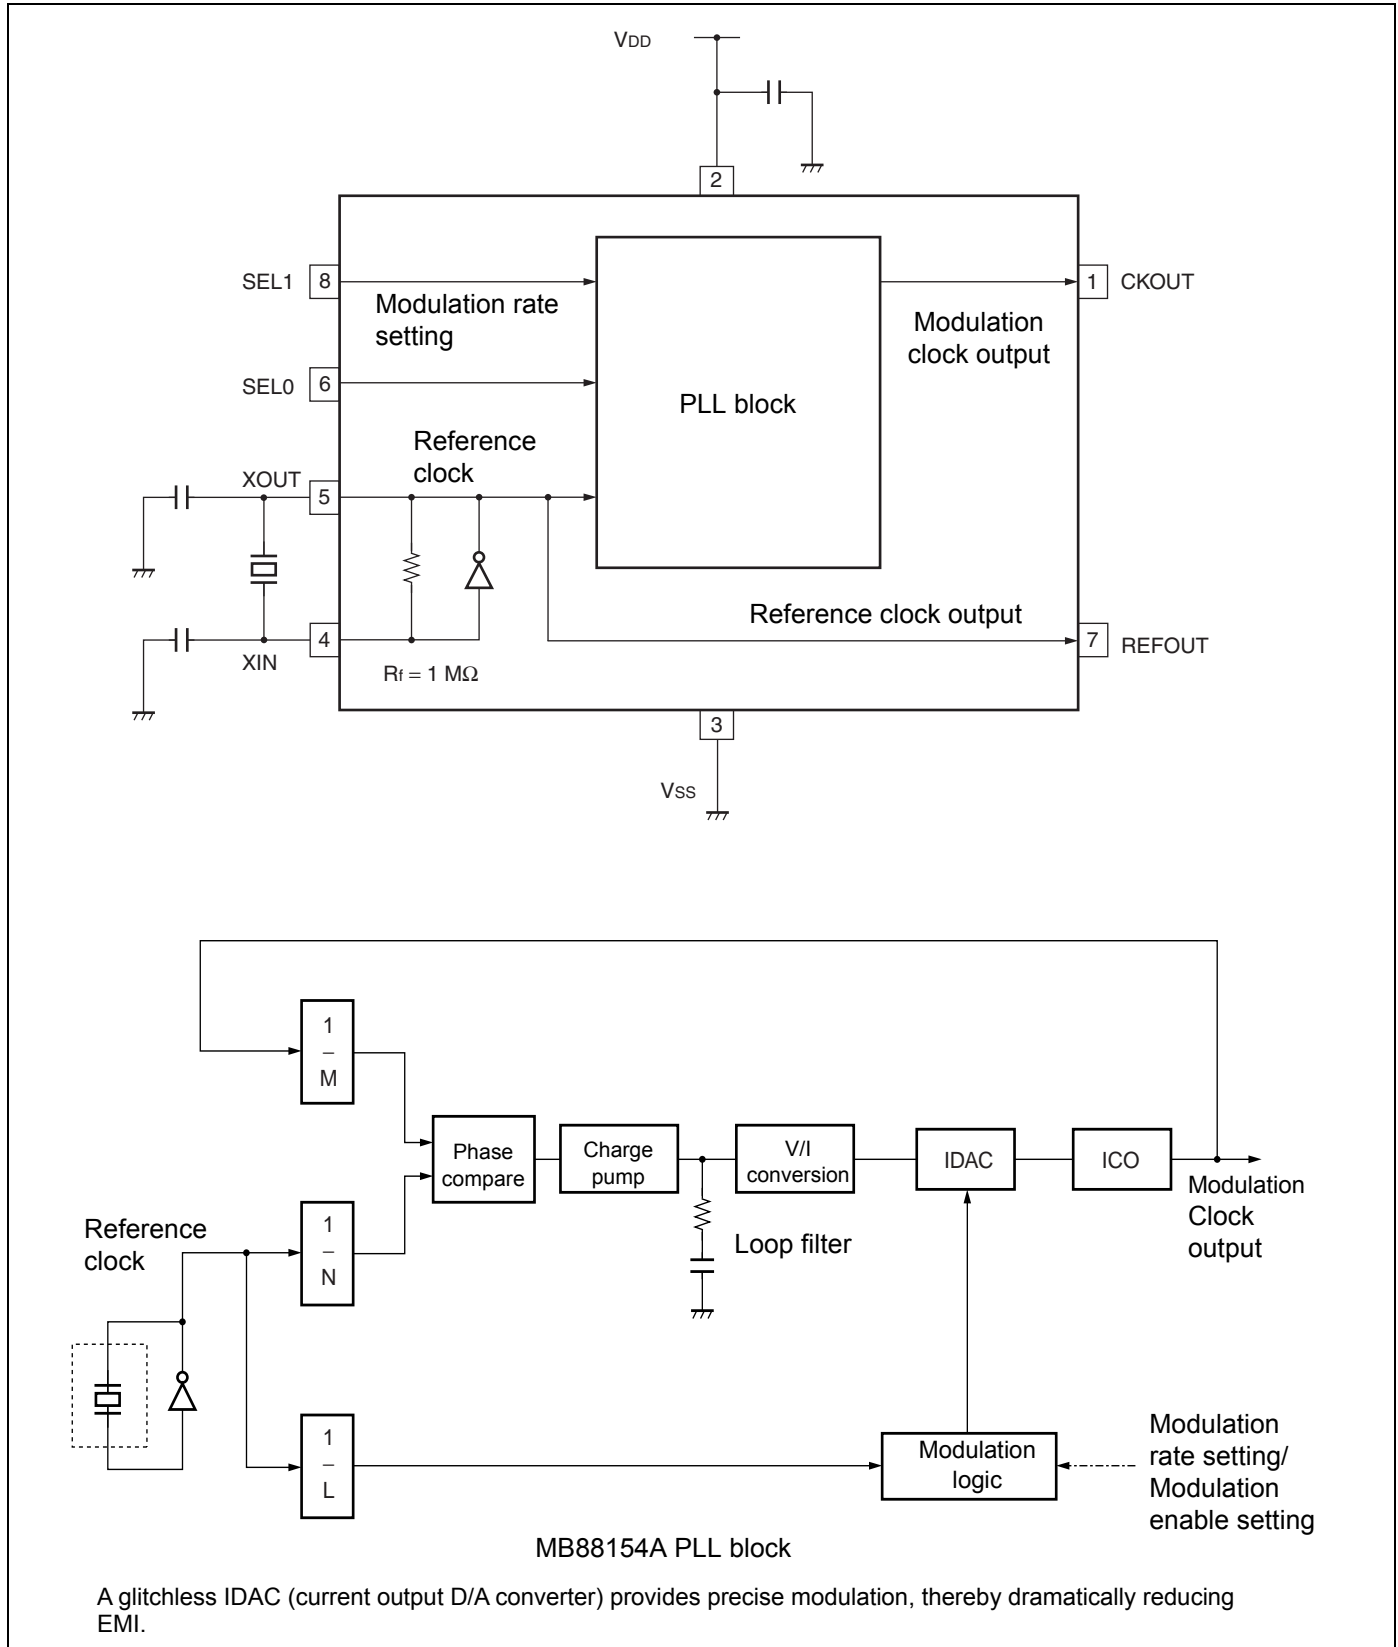 VDD
2
SEL1 8
Modulation rate
setting
1 CKOUT
Modulation
clock output
SEL0 6
PLL block
Reference
clock
XOUT
5
Reference clock output
4
XIN
Rf = 1 MΩ
7 REFOUT
3
VSS
1
–
M
Phase
compare
Charge
pump
V/I
conversion
IDAC
ICO
Modulation
Clock
output
Reference
clock
1
–
N
Loop filter
1
–
L
Modulation
logic
Modulation
rate setting/
Modulation
enable setting
MB88154A PLL block
A glitchless IDAC (current output D/A converter) provides precise modulation, thereby dramatically reducing
EMI.